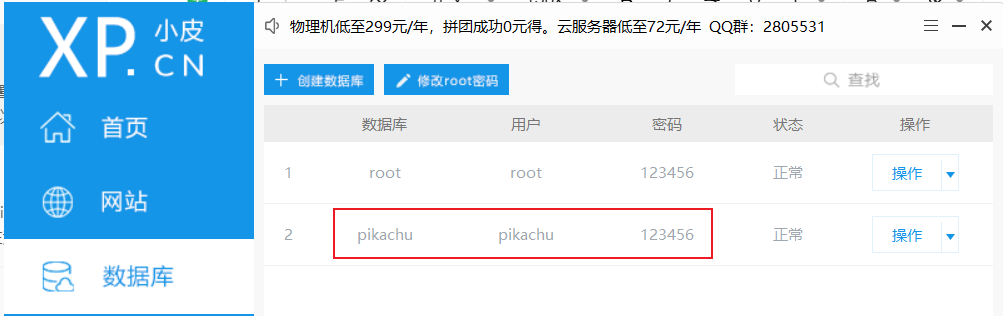 XP.CN 小皮
物理机低至299元/年，拼团成功0元得。云服务器低至72元/年 QQ群：2805531
首页
网站
数据库
创建数据库 修改root密码 查找
数据库 用户 密码 状态 操作
1 root root 123456 正常 操作
2 pikachu pikachu 123456 正常 操作